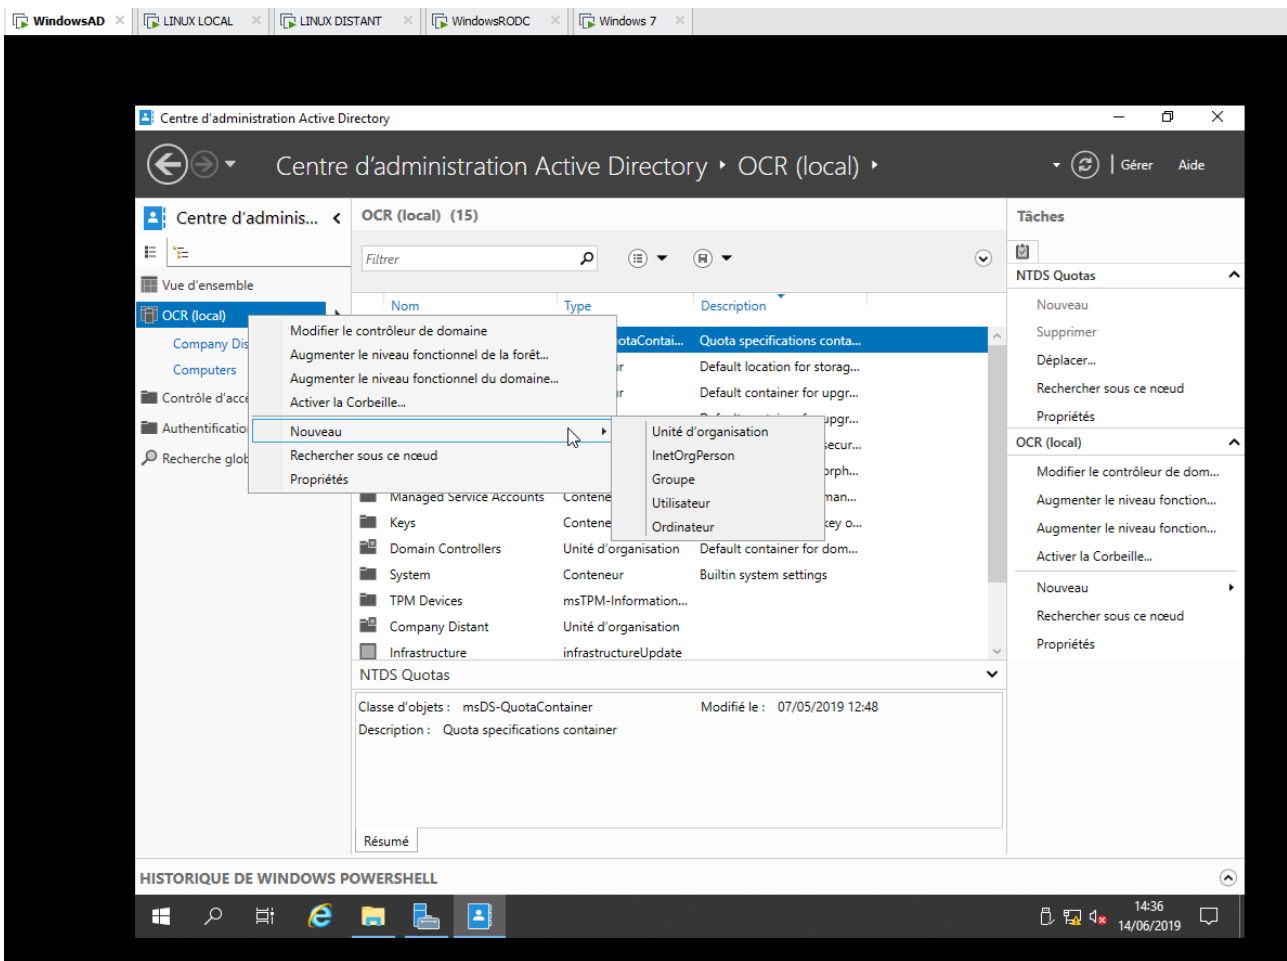 WindowsAD
LINUX LOCAL
LINUX DISTANT
WindowsRODC
Windows 7
Centre d'administration Active Directory
Centre d'administration Active Directory ‣ OCR (local) ‣
Gérer
Aide
Centre d'adminis...
Vue d'ensemble
OCR (local)
Company Dis
Computers
Contrôle d'accè
Authentificatio
Recherche glob
OCR (local) (15)
Filtrer
Nom Type Description
otaContai... Quota specifications conta...
ur Default location for storag...
ur Default container for upgr...
upgr...
secur...
orph...
Managed Service Accounts Contene man...
Keys Contene key o...
Domain Controllers Unité d'organisation Default container for dom...
System Conteneur Builtin system settings
TPM Devices msTPM-Information...
Company Distant Unité d'organisation
Infrastructure infrastructureUpdate
Modifier le contrôleur de domaine
Augmenter le niveau fonctionnel de la forêt...
Augmenter le niveau fonctionnel du domaine...
Activer la Corbeille...
Nouveau
Rechercher sous ce nœud
Propriétés
Unité d'organisation
InetOrgPerson
Groupe
Utilisateur
Ordinateur
NTDS Quotas
Classe d'objets : msDS-QuotaContainer Modifié le : 07/05/2019 12:48
Description : Quota specifications container
Résumé
Tâches
NTDS Quotas
Nouveau
Supprimer
Déplacer...
Rechercher sous ce nœud
Propriétés
OCR (local)
Modifier le contrôleur de dom...
Augmenter le niveau fonction...
Augmenter le niveau fonction...
Activer la Corbeille...
Nouveau
Rechercher sous ce nœud
Propriétés
HISTORIQUE DE WINDOWS POWERSHELL
14:36
14/06/2019